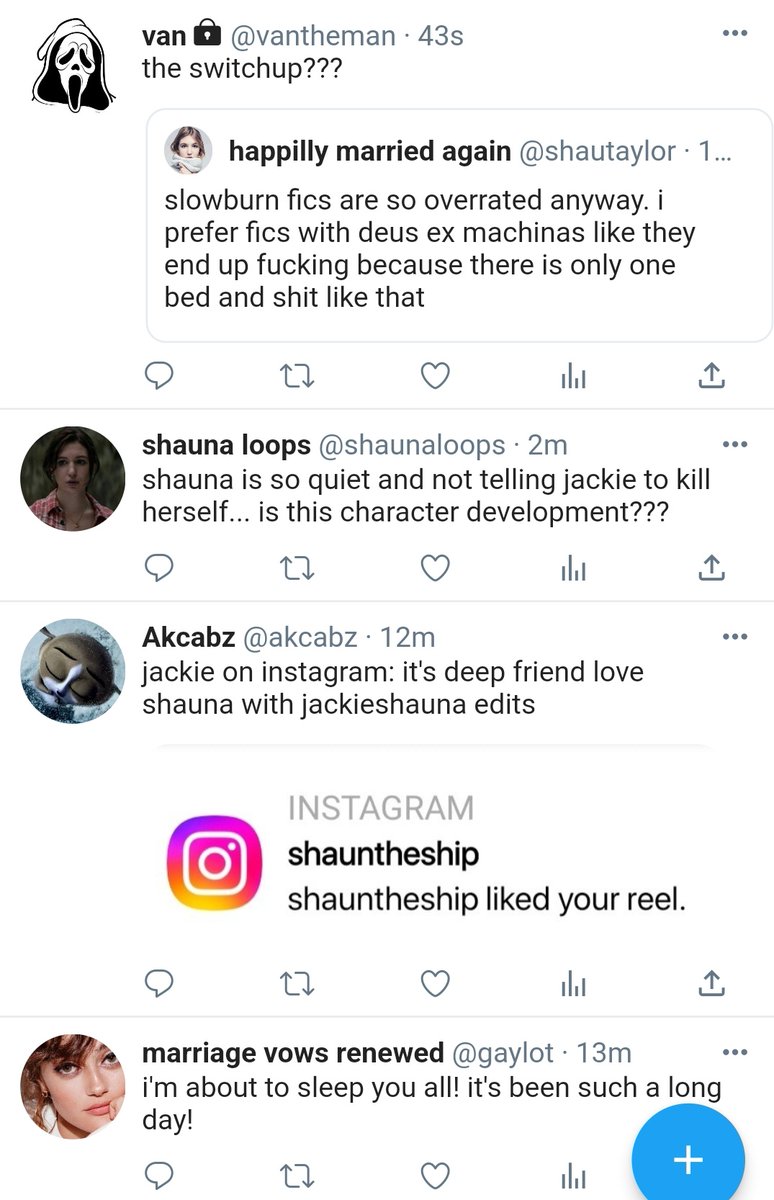 van @vantheman · 43s
the switchup???
happilly married again @shautaylor · 1...
slowburn fics are so overrated anyway. i
prefer fics with deus ex machinas like they
end up fucking because there is only one
bed and shit like that
shauna loops @shaunaloops · 2m
shauna is so quiet and not telling jackie to kill
herself... is this character development???
Akcabz @akcabz · 12m
jackie on instagram: it's deep friend love
shauna with jackieshauna edits
INSTAGRAM
shauntheship
shauntheship liked your reel.
marriage vows renewed @gaylot · 13m
i'm about to sleep you all! it's been such a long
day!